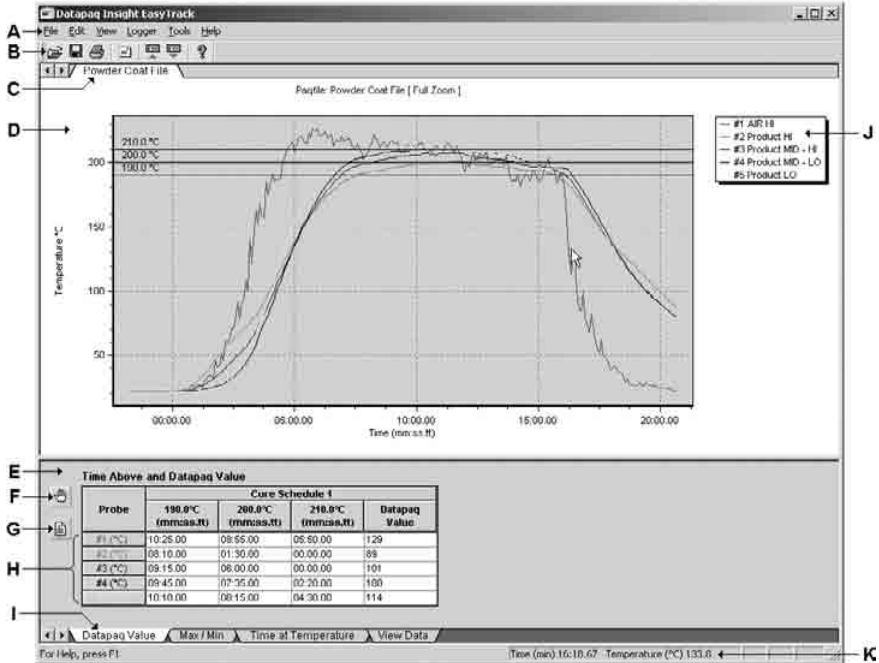 Datapaq Insight EasyTrack
A
File Edit View Logger Tools Help
B
Powder Coat File
C
Paqfile: Powder Coat File [ Full Zoom ]
D
210.0 °C
200.0 °C
190.0 °C
200
150
100
50
Temperature °C
00:00.00 05:00.00 10:00.00 15:00.00 20:00.00
Time (mm:ss.tt)
#1 AIR HI
#2 Product HI
#3 Product MID - HI
#4 Product MID - LO
#5 Product LO
J
E
Time Above and Datapaq Value
F
G
H
Cure Schedule 1
Probe 190.0°C (mm:ss.tt) 200.0°C (mm:ss.tt) 210.0°C (mm:ss.tt) Datapaq Value
#1 (°C) 10:25.00 08:55.00 05:50.00 129
#2 (°C) 08:10.00 01:30.00 00:00.00 89
#3 (°C) 09:15.00 06:00.00 00:00.00 101
#4 (°C) 09:45.00 07:35.00 02:20.00
10:10.00 08:15.00 04:30.00 114
I
Datapaq Value Max / Min Time at Temperature View Data
For Help, press F1
Time (min) 16:18.67 Temperature (°C) 133.8
K